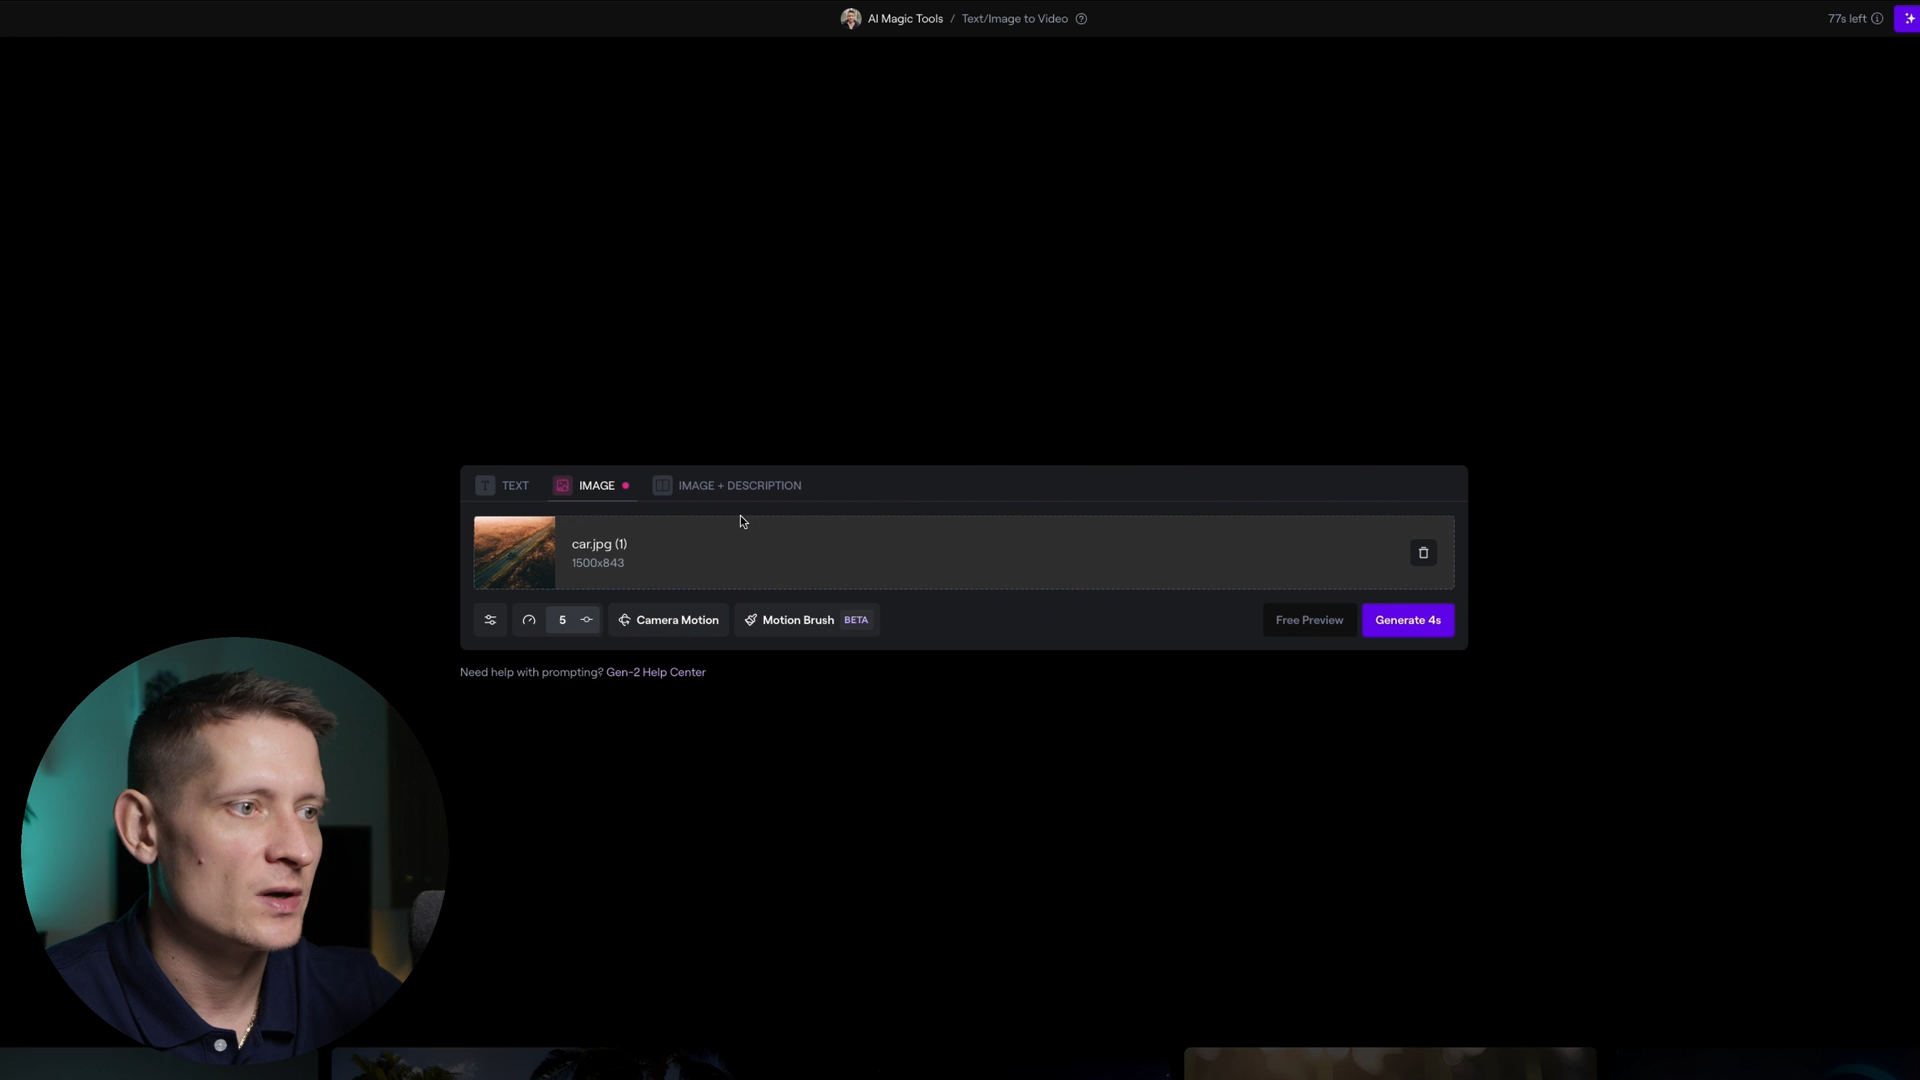 AI Magic Tools / Text/Image to Video
77s left
TEXT
IMAGE
IMAGE + DESCRIPTION
car.jpg (1)
1500x843
5
Camera Motion
Motion Brush BETA
Free Preview
Generate 4s
Need help with prompting? Gen-2 Help Center